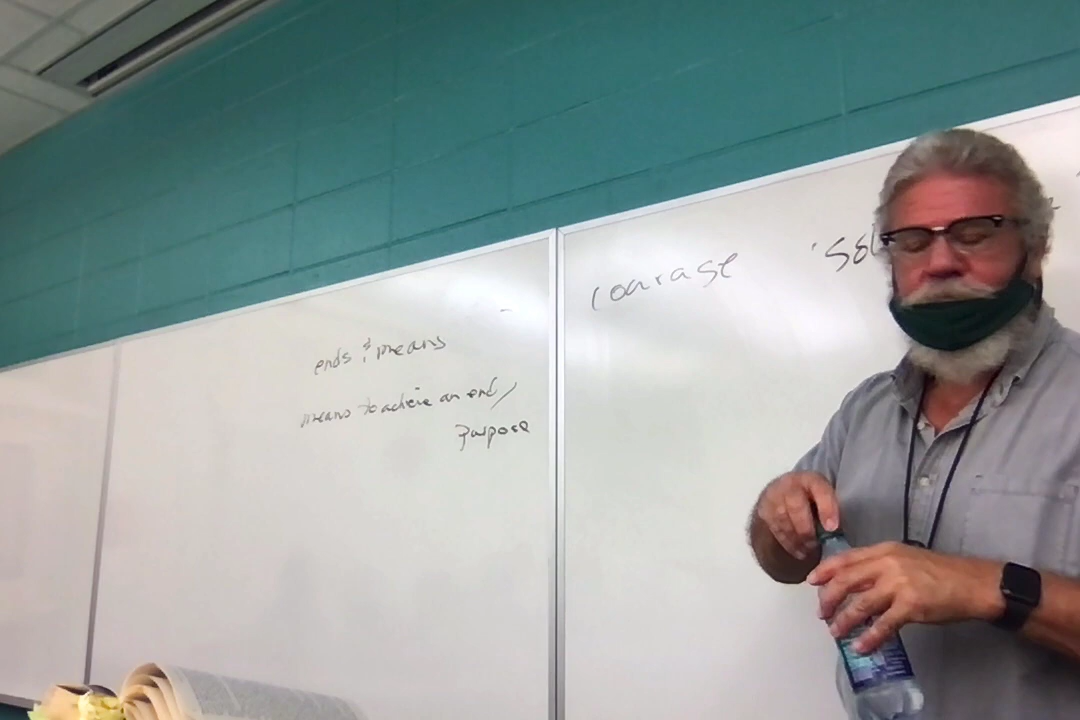 ends & means
means to achieve an end/
purpose
courage